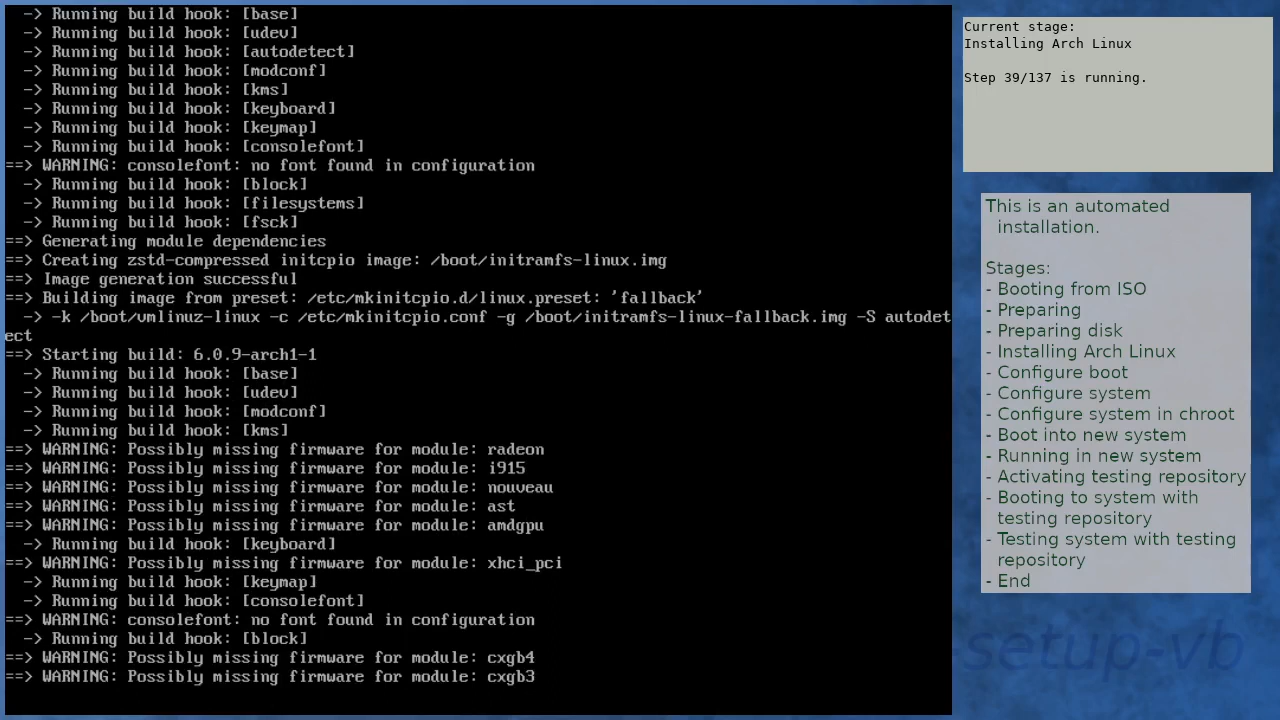 -> Running build hook: [base]
  -> Running build hook: [udev]
  -> Running build hook: [autodetect]
  -> Running build hook: [modconf]
  -> Running build hook: [kms]
  -> Running build hook: [keyboard]
  -> Running build hook: [keymap]
  -> Running build hook: [consolefont]
==> WARNING: consolefont: no font found in configuration
  -> Running build hook: [block]
  -> Running build hook: [filesystems]
  -> Running build hook: [fsck]
==> Generating module dependencies
==> Creating zstd-compressed initcpio image: /boot/initramfs-linux.img
==> Image generation successful
==> Building image from preset: /etc/mkinitcpio.d/linux.preset: 'fallback'
  -> -k /boot/vmlinuz-linux -c /etc/mkinitcpio.conf -g /boot/initramfs-linux-fallback.img -S autodet
ect
==> Starting build: 6.0.9-arch1-1
  -> Running build hook: [base]
  -> Running build hook: [udev]
  -> Running build hook: [modconf]
  -> Running build hook: [kms]
==> WARNING: Possibly missing firmware for module: radeon
==> WARNING: Possibly missing firmware for module: i915
==> WARNING: Possibly missing firmware for module: nouveau
==> WARNING: Possibly missing firmware for module: ast
==> WARNING: Possibly missing firmware for module: amdgpu
  -> Running build hook: [keyboard]
==> WARNING: Possibly missing firmware for module: xhci_pci
  -> Running build hook: [keymap]
  -> Running build hook: [consolefont]
==> WARNING: consolefont: no font found in configuration
  -> Running build hook: [block]
==> WARNING: Possibly missing firmware for module: cxgb4
==> WARNING: Possibly missing firmware for module: cxgb3
Current stage:
Installing Arch Linux
Step 39/137 is running.
This is an automated
installation.
Stages:
- Booting from ISO
- Preparing
- Preparing disk
- Installing Arch Linux
- Configure boot
- Configure system
- Configure system in chroot
- Boot into new system
- Running in new system
- Activating testing repository
- Booting to system with
testing repository
- Testing system with testing
repository
- End
setup-vb